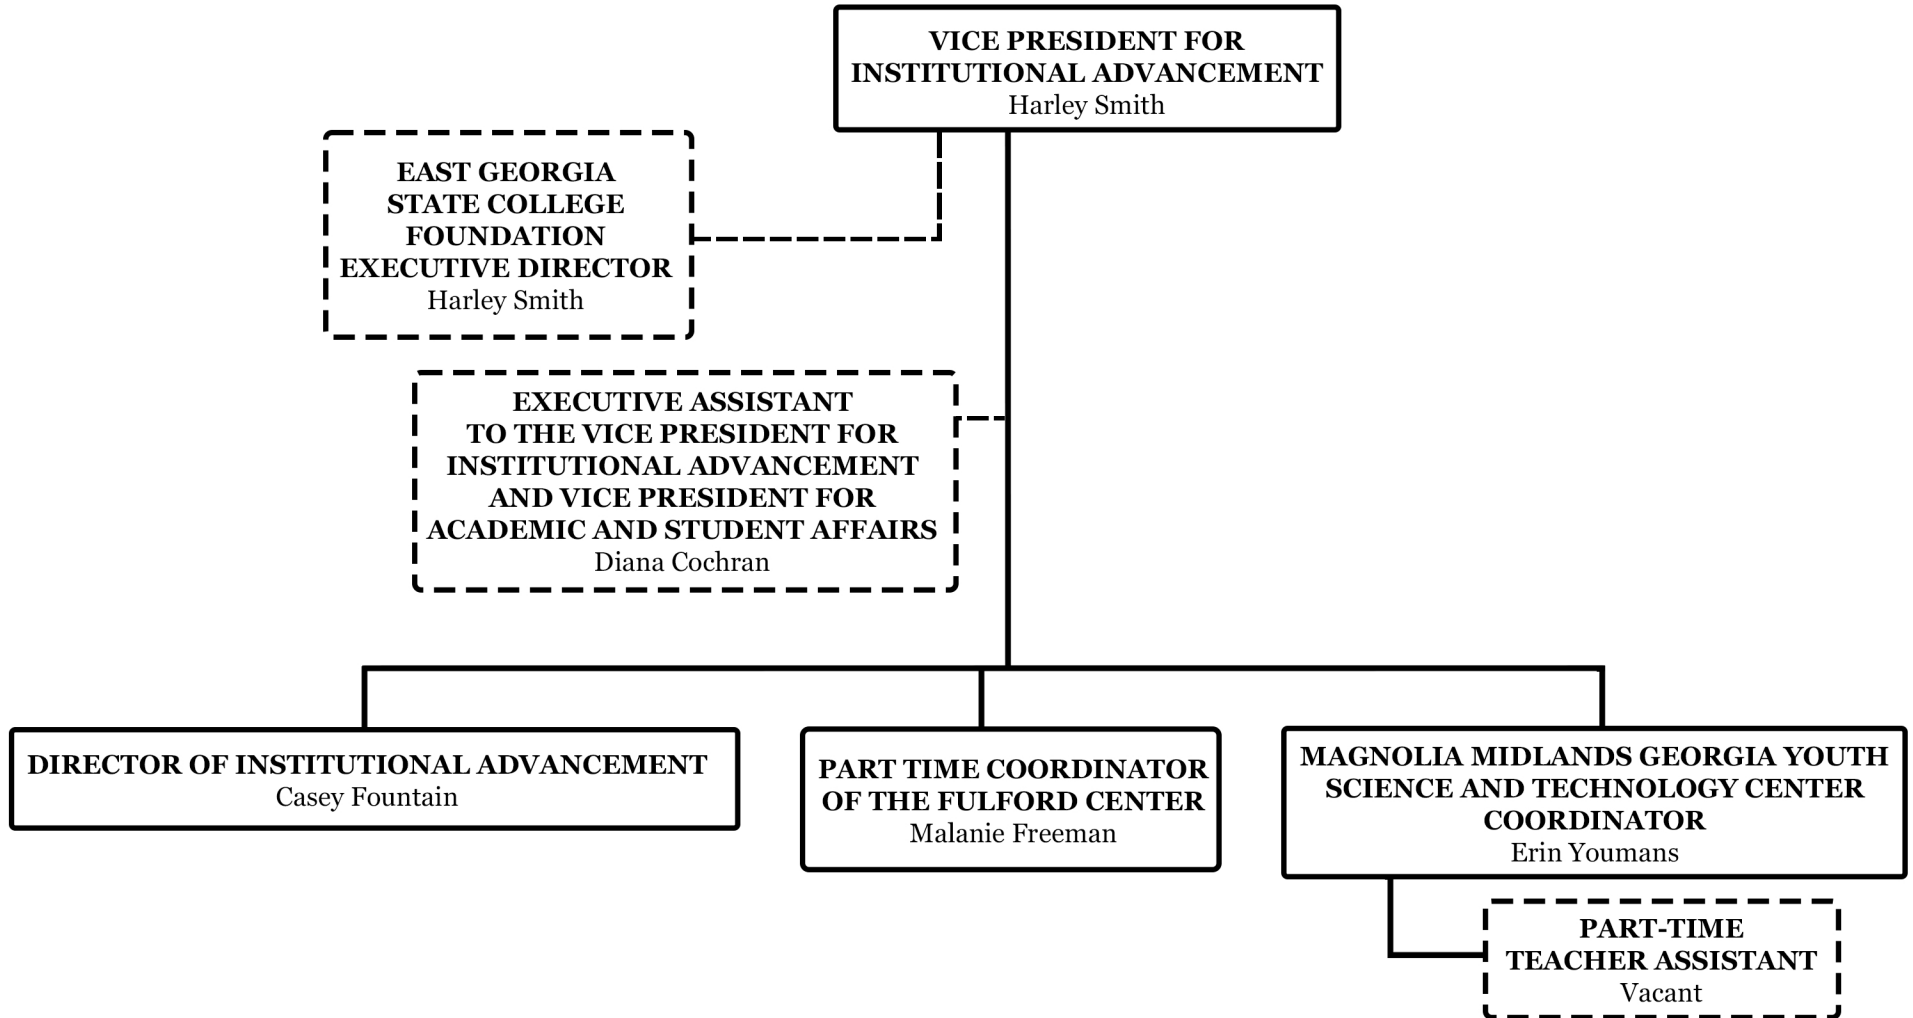 VICE PRESIDENT FOR
INSTITUTIONAL ADVANCEMENT
Harley Smith
EAST GEORGIA
STATE COLLEGE
FOUNDATION
EXECUTIVE DIRECTOR
Harley Smith
EXECUTIVE ASSISTANT
TO THE VICE PRESIDENT FOR
INSTITUTIONAL ADVANCEMENT
AND VICE PRESIDENT FOR
ACADEMIC AND STUDENT AFFAIRS
Diana Cochran
DIRECTOR OF INSTITUTIONAL ADVANCEMENT
Casey Fountain
PART TIME COORDINATOR
OF THE FULFORD CENTER
Malanie Freeman
MAGNOLIA MIDLANDS GEORGIA YOUTH
SCIENCE AND TECHNOLOGY CENTER
COORDINATOR
Erin Youmans
PART-TIME
TEACHER ASSISTANT
Vacant